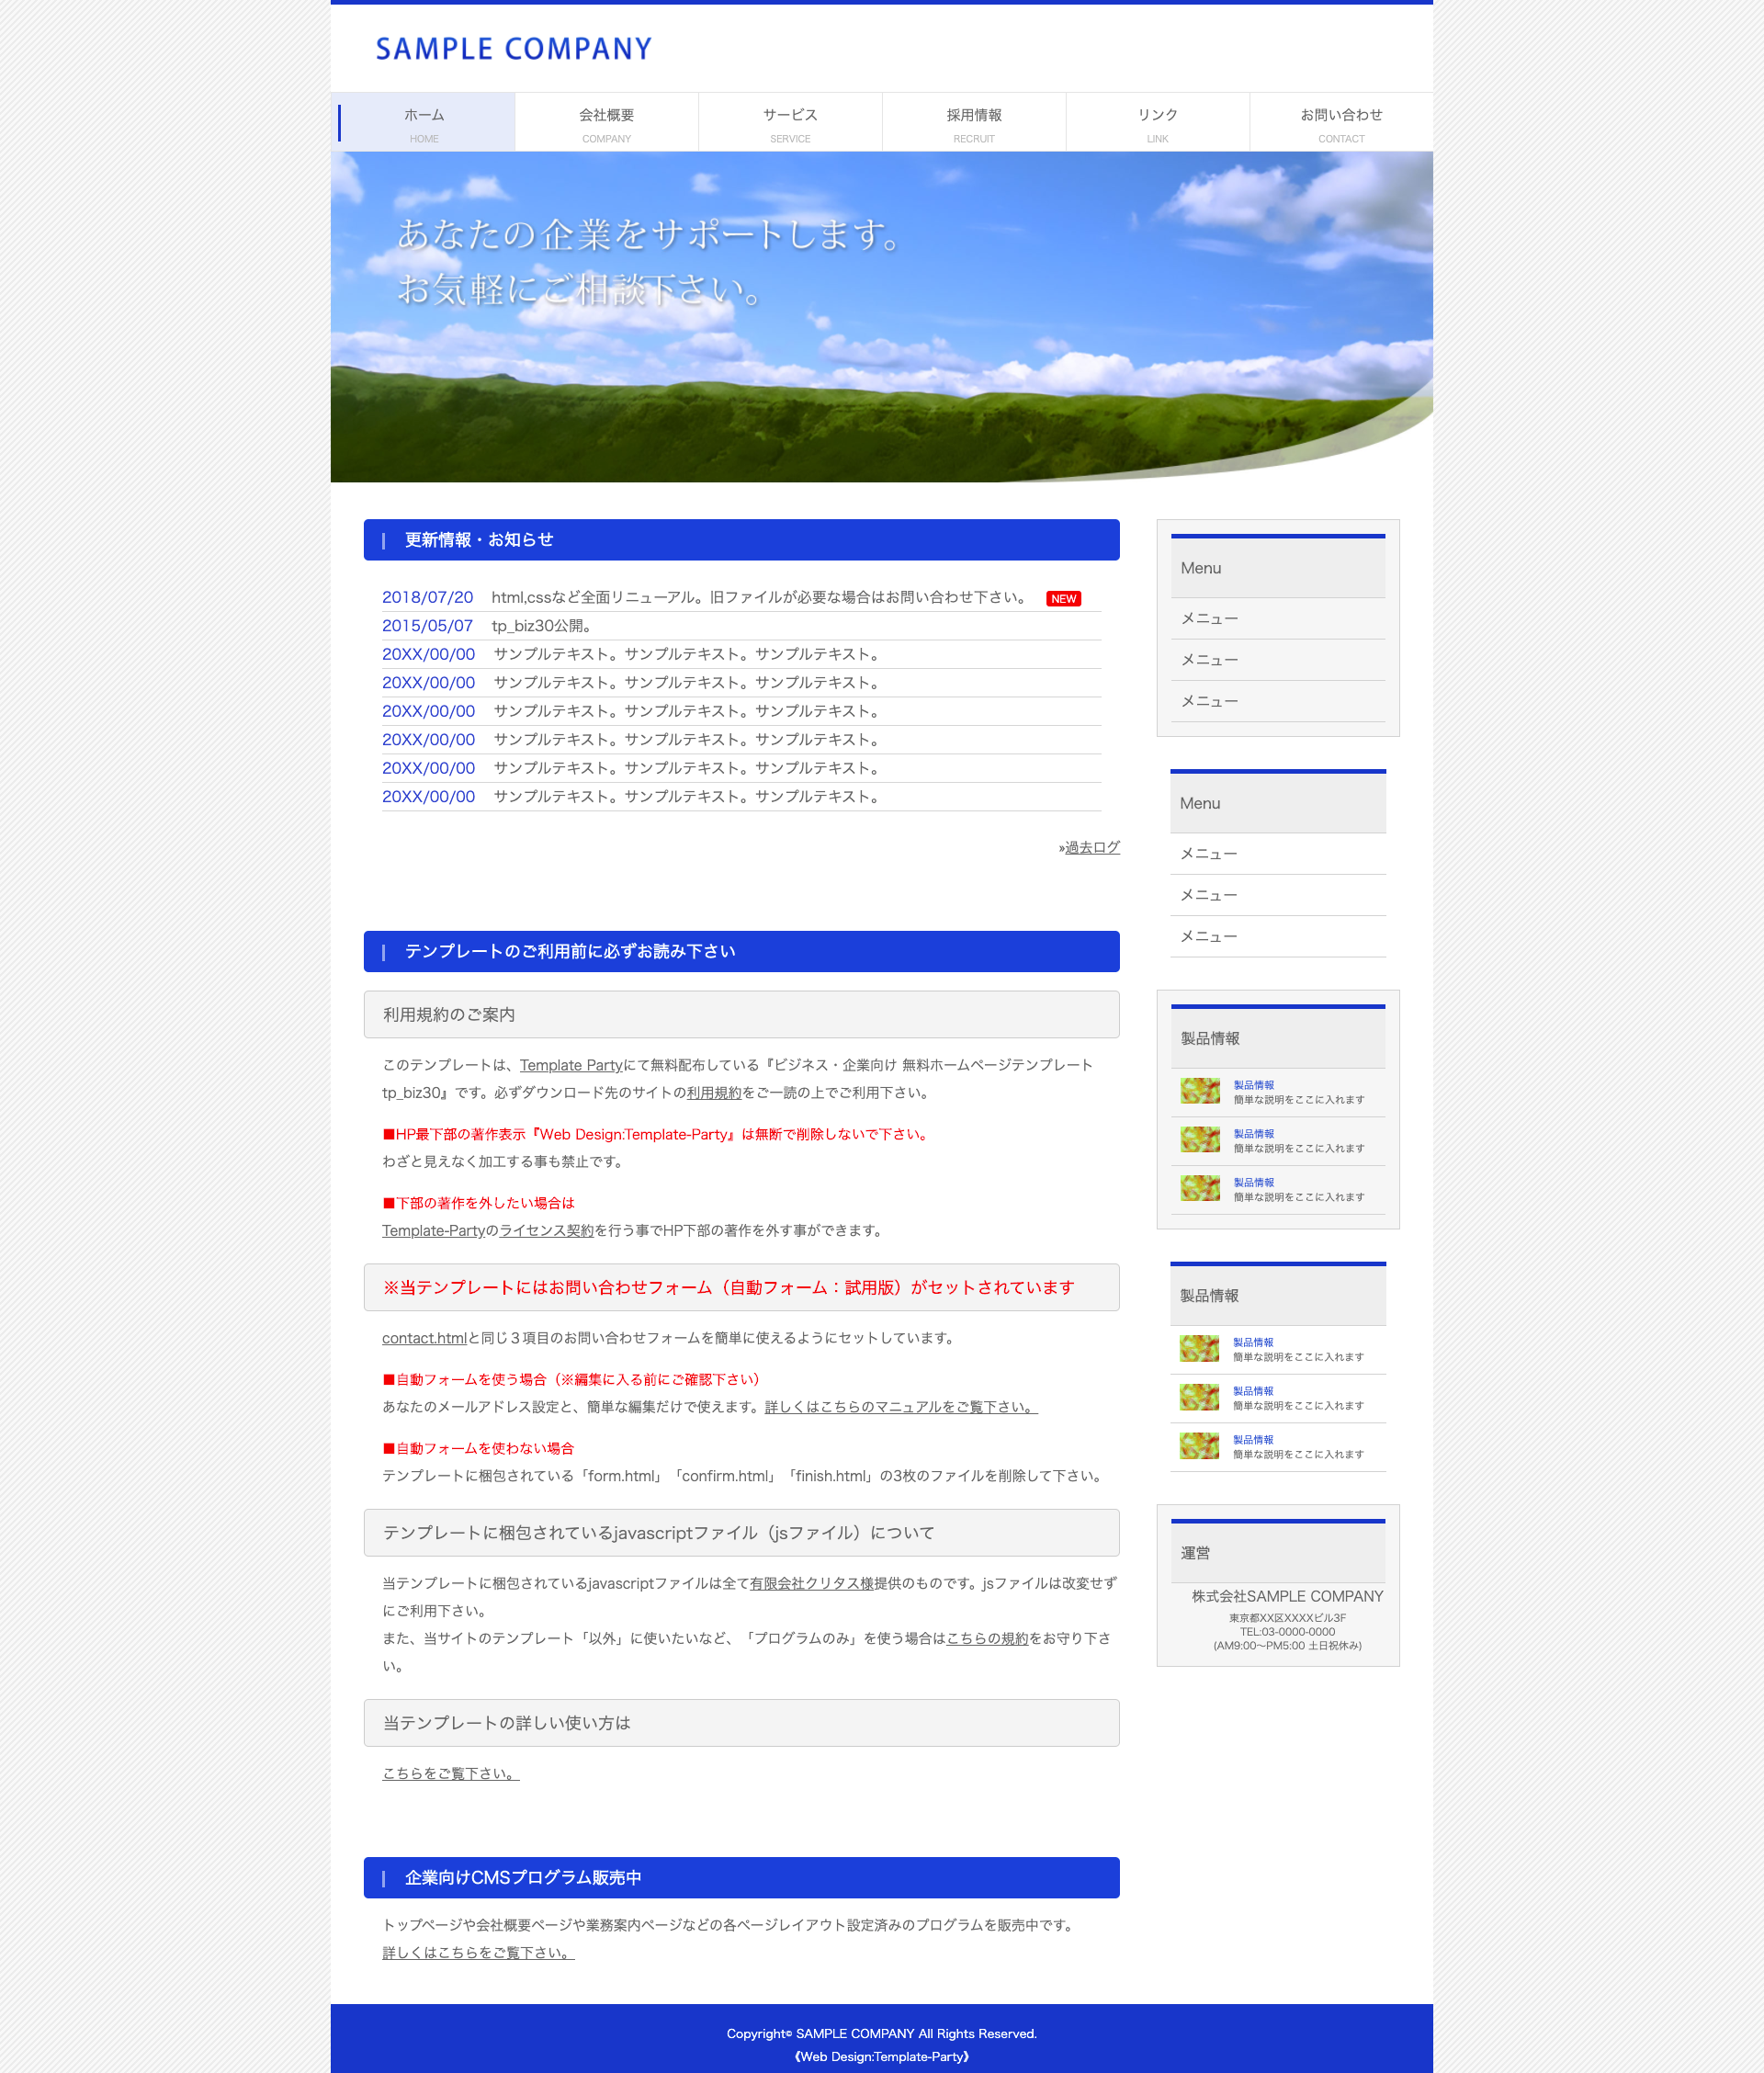 SAMPLE COMPANY
ホーム
HOME
会社概要
COMPANY
サービス
SERVICE
採用情報
RECRUIT
リンク
LINK
お問い合わせ
CONTACT
あなたの企業をサポートします。
お気軽にご相談下さい。
更新情報・お知らせ
2018/07/20 html,cssなど全面リニューアル。旧ファイルが必要な場合はお問い合わせ下さい。 NEW
2015/05/07 tp_biz30公開。
20XX/00/00 サンプルテキスト。サンプルテキスト。サンプルテキスト。
20XX/00/00 サンプルテキスト。サンプルテキスト。サンプルテキスト。
20XX/00/00 サンプルテキスト。サンプルテキスト。サンプルテキスト。
20XX/00/00 サンプルテキスト。サンプルテキスト。サンプルテキスト。
20XX/00/00 サンプルテキスト。サンプルテキスト。サンプルテキスト。
20XX/00/00 サンプルテキスト。サンプルテキスト。サンプルテキスト。
»過去ログ
テンプレートのご利用前に必ずお読み下さい
利用規約のご案内
このテンプレートは、Template Partyにて無料配布している『ビジネス・企業向け 無料ホームページテンプレート
tp_biz30』です。必ずダウンロード先のサイトの利用規約をご一読の上でご利用下さい。
■HP最下部の著作表示『Web Design:Template-Party』は無断で削除しないで下さい。
わざと見えなく加工する事も禁止です。
■下部の著作を外したい場合は
Template-Partyのライセンス契約を行う事でHP下部の著作を外す事ができます。
※当テンプレートにはお問い合わせフォーム（自動フォーム：試用版）がセットされています
contact.htmlと同じ３項目のお問い合わせフォームを簡単に使えるようにセットしています。
■自動フォームを使う場合（※編集に入る前にご確認下さい）
あなたのメールアドレス設定と、簡単な編集だけで使えます。詳しくはこちらのマニュアルをご覧下さい。
■自動フォームを使わない場合
テンプレートに梱包されている「form.html」「confirm.html」「finish.html」の3枚のファイルを削除して下さい。
テンプレートに梱包されているjavascriptファイル（jsファイル）について
当テンプレートに梱包されているjavascriptファイルは全て有限会社クリタス様提供のものです。jsファイルは改変せず
にご利用下さい。
また、当サイトのテンプレート「以外」に使いたいなど、「プログラムのみ」を使う場合はこちらの規約をお守り下さ
い。
当テンプレートの詳しい使い方は
こちらをご覧下さい。
企業向けCMSプログラム販売中
トップページや会社概要ページや業務案内ページなどの各ページレイアウト設定済みのプログラムを販売中です。
詳しくはこちらをご覧下さい。
Menu
メニュー
メニュー
メニュー
Menu
メニュー
メニュー
メニュー
製品情報
製品情報
簡単な説明をここに入れます
製品情報
簡単な説明をここに入れます
製品情報
簡単な説明をここに入れます
製品情報
製品情報
簡単な説明をここに入れます
製品情報
簡単な説明をここに入れます
製品情報
簡単な説明をここに入れます
運営
株式会社SAMPLE COMPANY
東京都XX区XXXXビル3F
TEL:03-0000-0000
(AM9:00〜PM5:00 土日祝休み)
Copyright© SAMPLE COMPANY All Rights Reserved.
《Web Design:Template-Party》